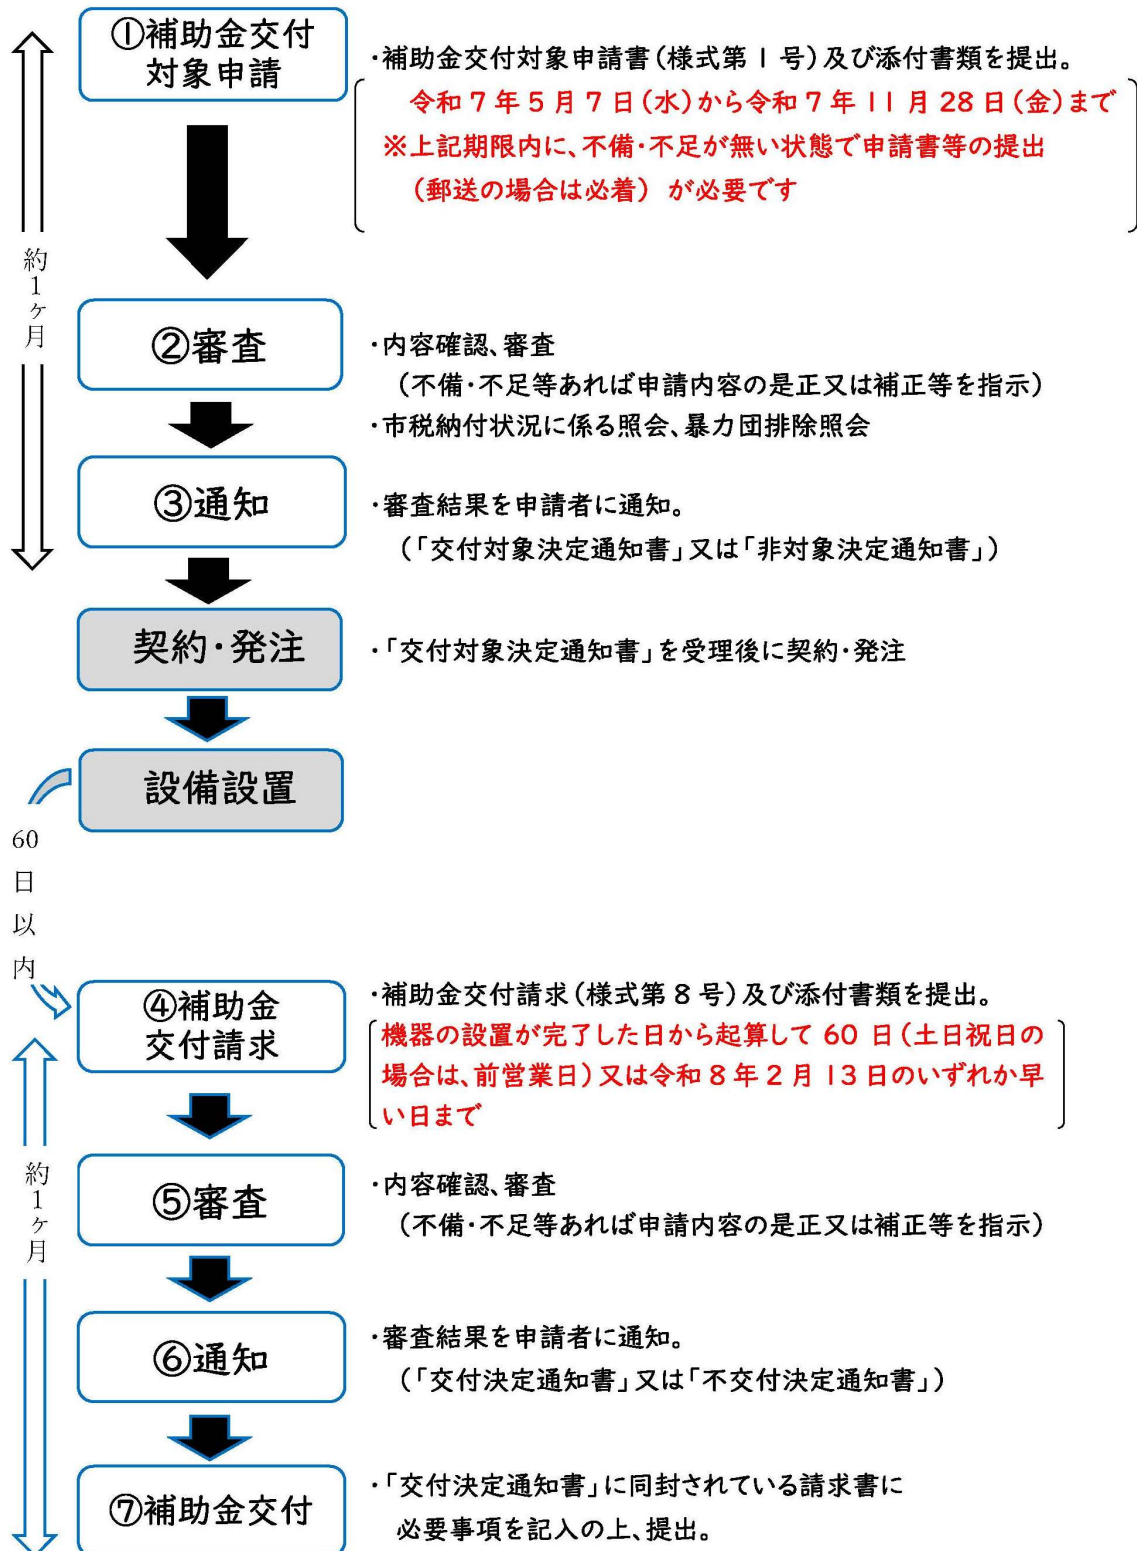 ①補助金交付
対象申請
・補助金交付対象申請書（様式第１号）及び添付書類を提出。
令和７年５月７日（水）から令和７年１１月２８日（金）まで
※上記期限内に、不備・不足が無い状態で申請書等の提出
（郵送の場合は必着）が必要です
約１ヶ月
②審査
・内容確認、審査
（不備・不足等あれば申請内容の是正又は補正等を指示）
・市税納付状況に係る照会、暴力団排除照会
③通知
・審査結果を申請者に通知。
（「交付対象決定通知書」又は「非対象決定通知書」）
契約・発注
・「交付対象決定通知書」を受理後に契約・発注
設備設置
60日以内
④補助金
交付請求
・補助金交付請求（様式第８号）及び添付書類を提出。
機器の設置が完了した日から起算して60日（土日祝日の
場合は、前営業日）又は令和８年２月１３日のいずれか早
い日まで
約１ヶ月
⑤審査
・内容確認、審査
（不備・不足等あれば申請内容の是正又は補正等を指示）
⑥通知
・審査結果を申請者に通知。
（「交付決定通知書」又は「不交付決定通知書」）
⑦補助金交付
・「交付決定通知書」に同封されている請求書に
必要事項を記入の上、提出。